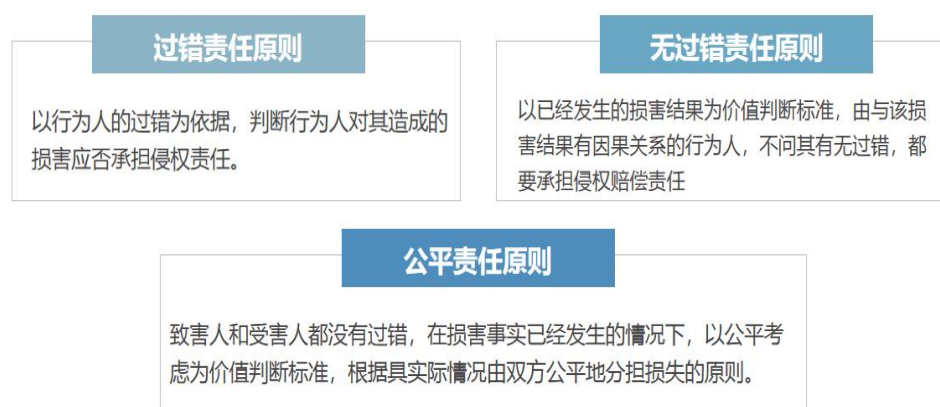 过错责任原则
以行为人的过错为依据，判断行为人对其造成的
损害应否承担侵权责任。
无过错责任原则
以已经发生的损害结果为价值判断标准，由与该损
害结果有因果关系的行为人，不问其有无过错，都
要承担侵权赔偿责任
公平责任原则
致害人和受害人都没有过错，在损害事实已经发生的情况下，以公平考
虑为价值判断标准，根据具实际情况由双方公平地分担损失的原则。